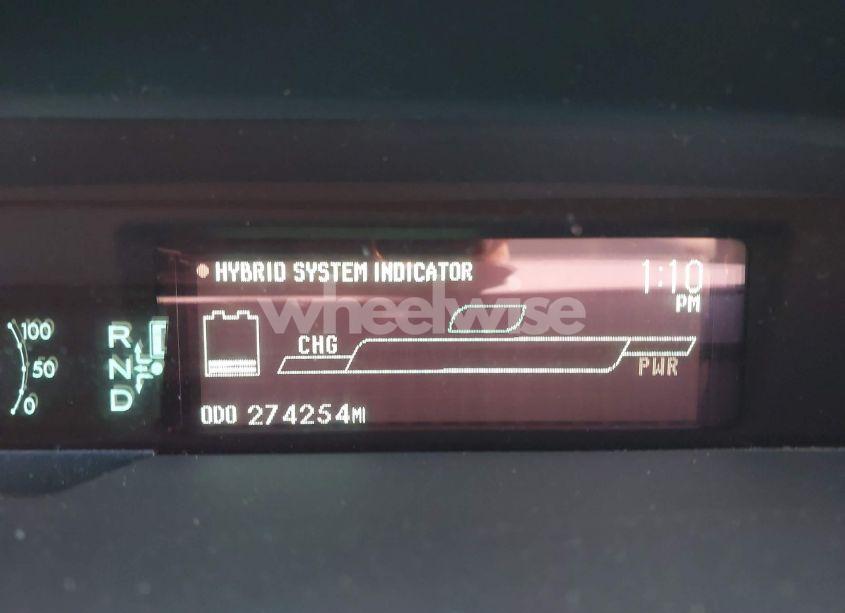 HYBRID SYSTEM INDICATOR
1:10
PM
wheelwise
100
50
0
R
N
D
CHG
PWR
ODO 274254MI